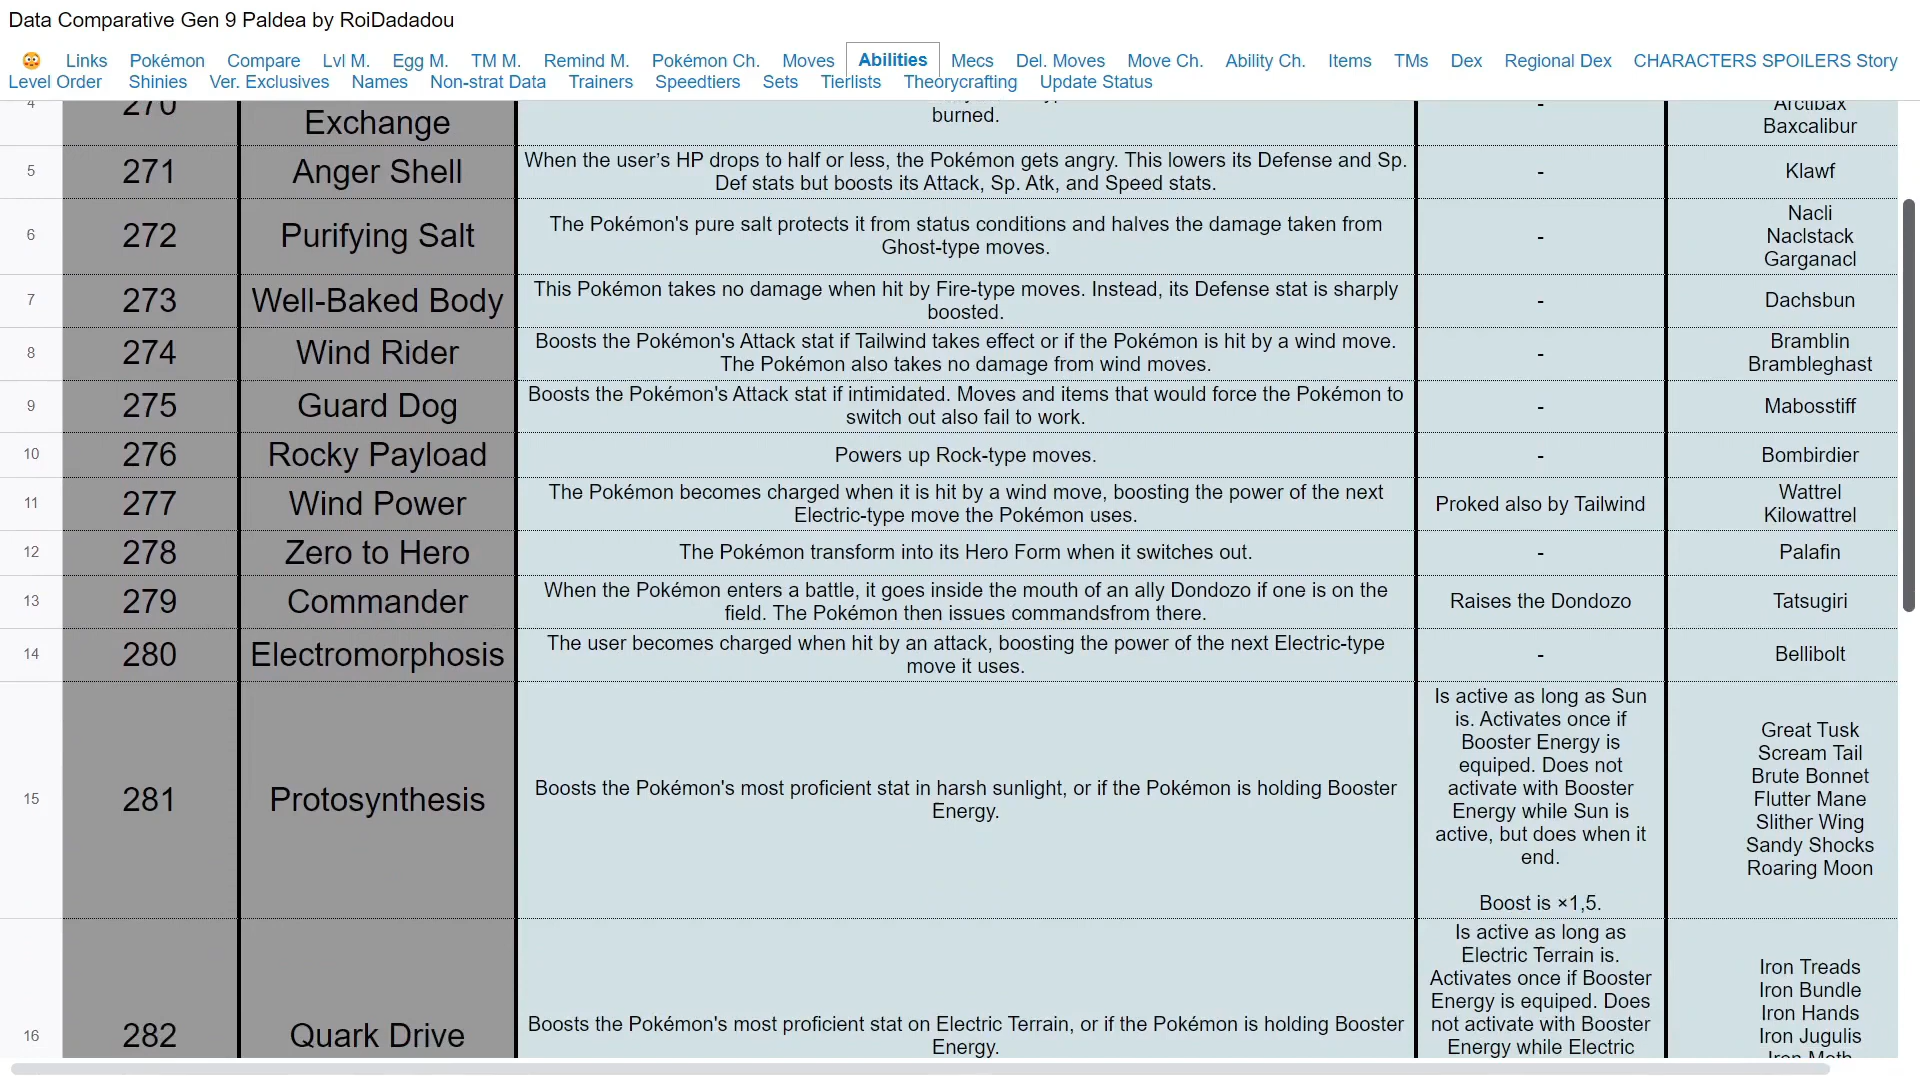 Data Comparative Gen 9 Paldea by RoiDadadou
Links Pokémon Compare Lvl M. Egg M. TM M. Remind M. Pokémon Ch. Moves Abilities Mecs Del. Moves Move Ch. Ability Ch. Items TMs Dex Regional Dex CHARACTERS SPOILERS Story
Level Order Shinies Ver. Exclusives Names Non-strat Data Trainers Speedtiers Sets Tierlists Theorycrafting Update Status
4 270 Exchange burned. - Arctibax
Baxcalibur
5 271 Anger Shell When the user’s HP drops to half or less, the Pokémon gets angry. This lowers its Defense and Sp.
Def stats but boosts its Attack, Sp. Atk, and Speed stats. - Klawf
6 272 Purifying Salt The Pokémon's pure salt protects it from status conditions and halves the damage taken from
Ghost-type moves. - Nacli
Naclstack
Garganacl
7 273 Well-Baked Body This Pokémon takes no damage when hit by Fire-type moves. Instead, its Defense stat is sharply
boosted. - Dachsbun
8 274 Wind Rider Boosts the Pokémon's Attack stat if Tailwind takes effect or if the Pokémon is hit by a wind move.
The Pokémon also takes no damage from wind moves. - Bramblin
Brambleghast
9 275 Guard Dog Boosts the Pokémon's Attack stat if intimidated. Moves and items that would force the Pokémon to
switch out also fail to work. - Mabosstiff
10 276 Rocky Payload Powers up Rock-type moves. - Bombirdier
11 277 Wind Power The Pokémon becomes charged when it is hit by a wind move, boosting the power of the next
Electric-type move the Pokémon uses. Proked also by Tailwind Wattrel
Kilowattrel
12 278 Zero to Hero The Pokémon transform into its Hero Form when it switches out. - Palafin
13 279 Commander When the Pokémon enters a battle, it goes inside the mouth of an ally Dondozo if one is on the
field. The Pokémon then issues commandsfrom there. Raises the Dondozo Tatsugiri
14 280 Electromorphosis The user becomes charged when hit by an attack, boosting the power of the next Electric-type
move it uses. - Bellibolt
15 281 Protosynthesis Boosts the Pokémon's most proficient stat in harsh sunlight, or if the Pokémon is holding Booster
Energy.
Is active as long as Sun
is. Activates once if
Booster Energy is
equiped. Does not
activate with Booster
Energy while Sun is
active, but does when it
end.
Boost is ×1,5.
Great Tusk
Scream Tail
Brute Bonnet
Flutter Mane
Slither Wing
Sandy Shocks
Roaring Moon
16 282 Quark Drive Boosts the Pokémon's most proficient stat on Electric Terrain, or if the Pokémon is holding Booster
Energy.
Is active as long as
Electric Terrain is.
Activates once if Booster
Energy is equiped. Does
not activate with Booster
Energy while Electric
Iron Treads
Iron Bundle
Iron Hands
Iron Jugulis
Iron Moth